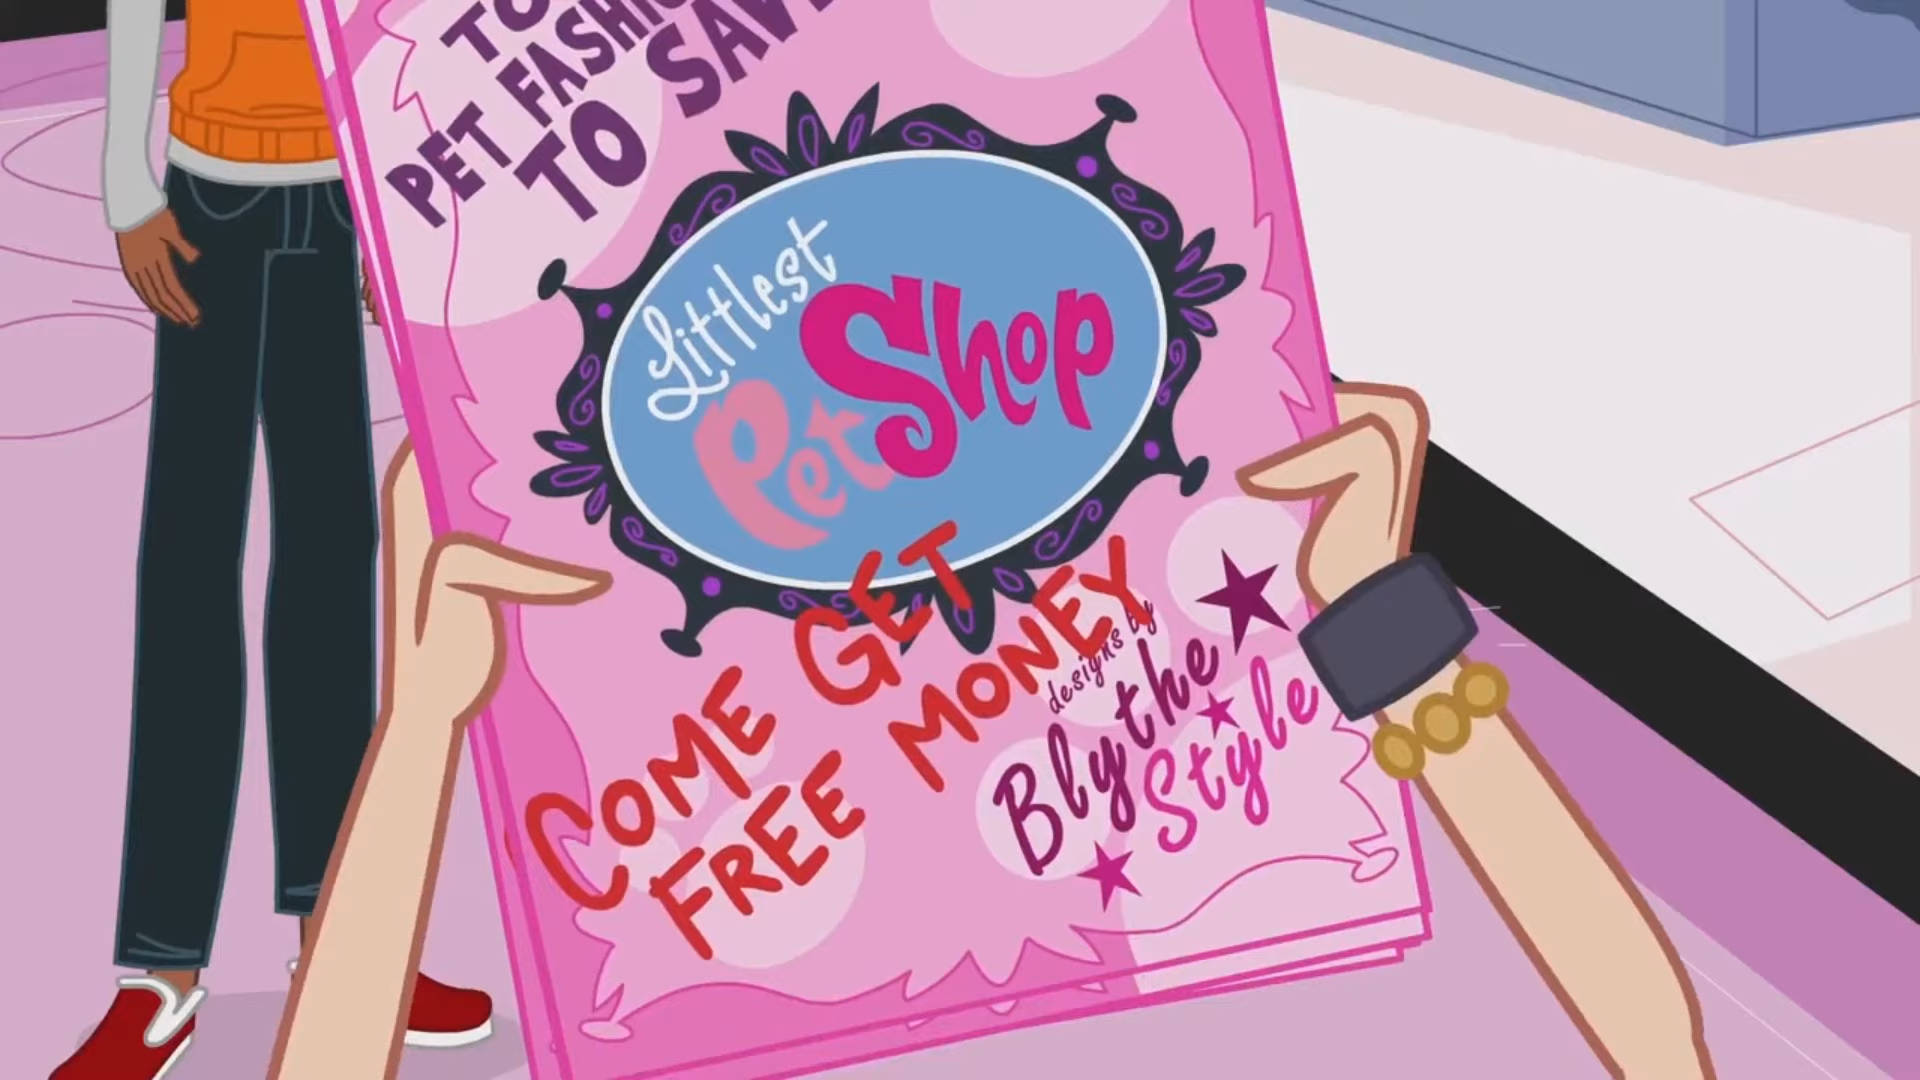 PET FASHI
TO SAV
Littlest
Pet Shop
COME GET
FREE MONEY
designs by
Blythe
Style